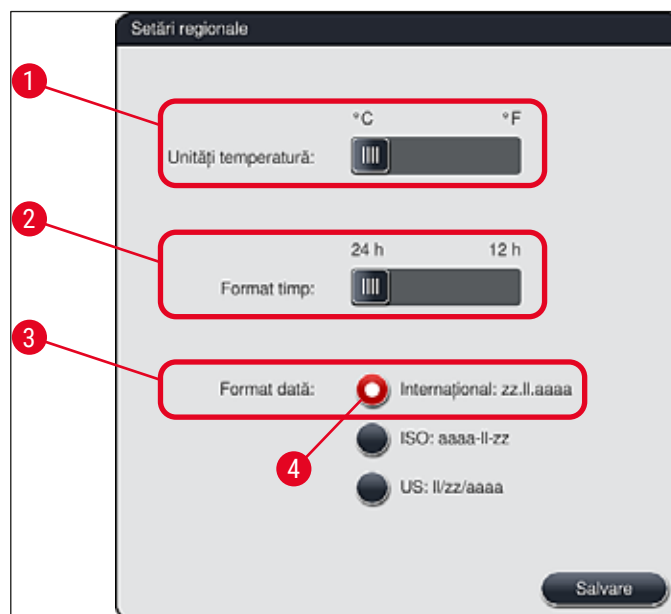 Setări regionale
1
°C °F
Unități temperatură:
2
24 h 12 h
Format timp:
3
Format dată: Internațional: zz.ll.aaaa
4
ISO: aaaa-ll-zz
US: ll/zz/aaaa
Salvare